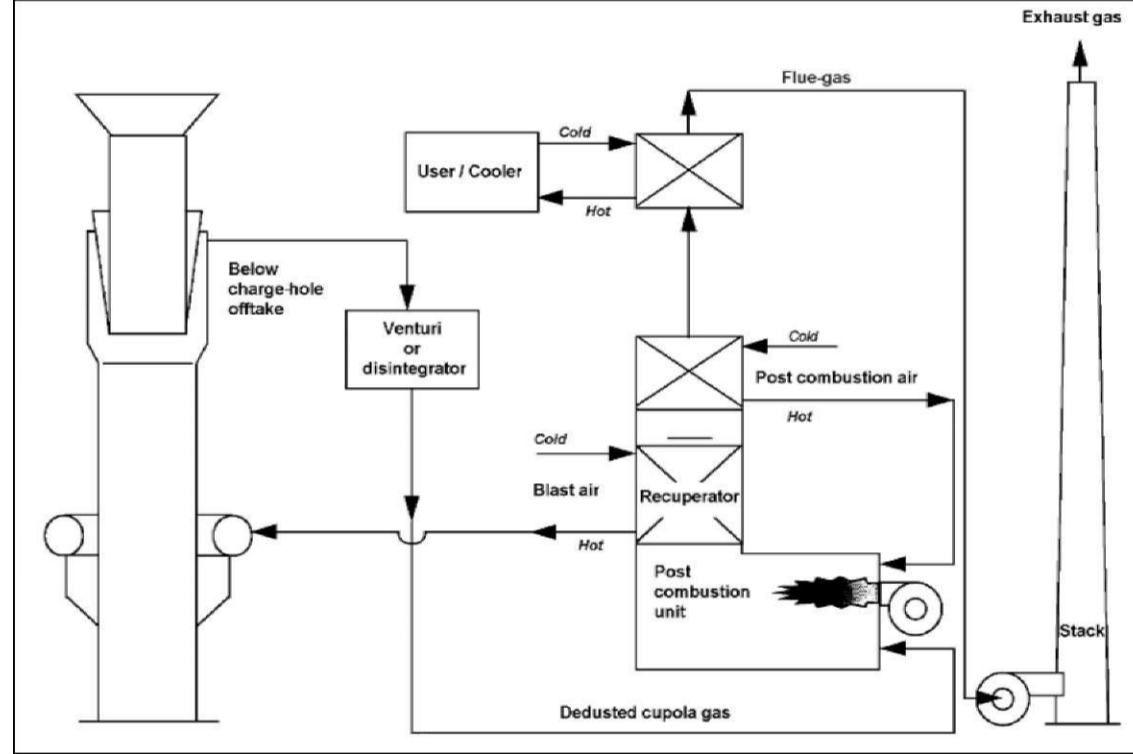 Exhaust gas
Flue-gas
Cold
User / Cooler
Hot
Below
charge-hole
offtake
Venturi
or
disintegrator
Cold
Post combustion air
Hot
Cold
Blast air
Recuperator
Hot
Post
combustion
unit
Stack
Dedusted cupola gas